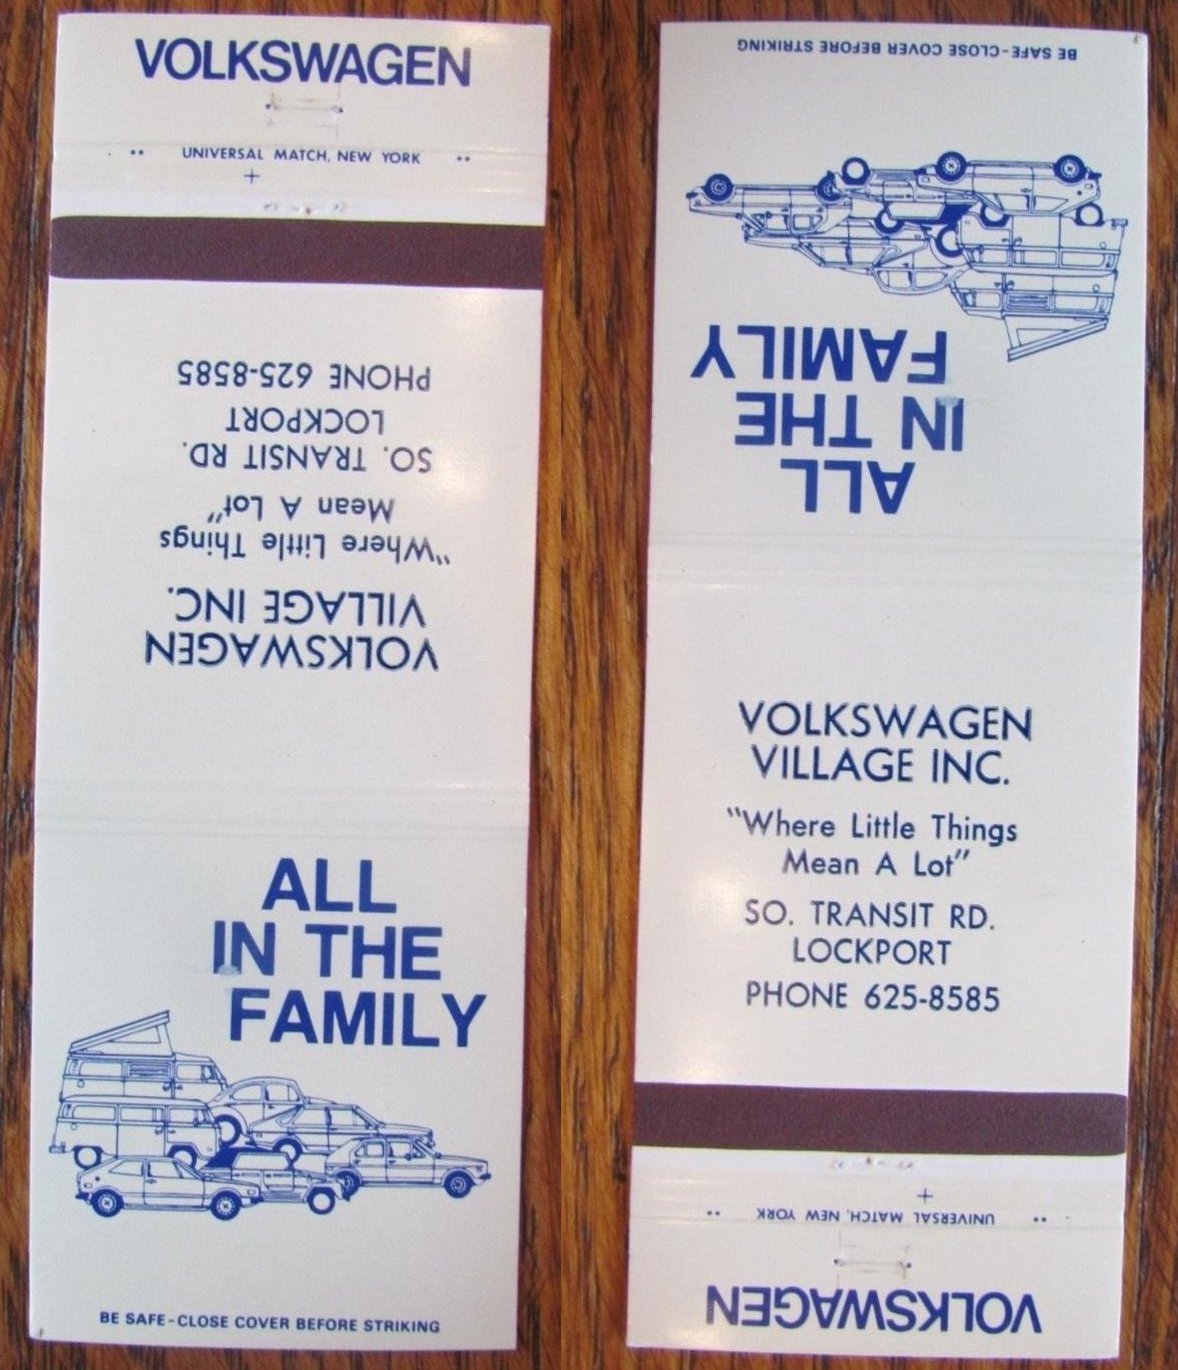 VOLKSWAGEN
UNIVERSAL MATCH, NEW YORK
PHONE 625-8585
LOCKPORT
SO. TRANSIT RD.
Mean A Lot"
"Where Little Things
VILLAGE INC.
VOLKSWAGEN
ALL
IN THE
FAMILY
BE SAFE-CLOSE COVER BEFORE STRIKING
BE SAFE-CLOSE COVER BEFORE STRIKING
FAMILY
IN THE
ALL
VOLKSWAGEN
VILLAGE INC.
"Where Little Things
Mean A Lot"
SO. TRANSIT RD.
LOCKPORT
PHONE 625-8585
UNIVERSAL MATCH, NEW YORK
VOLKSWAGEN